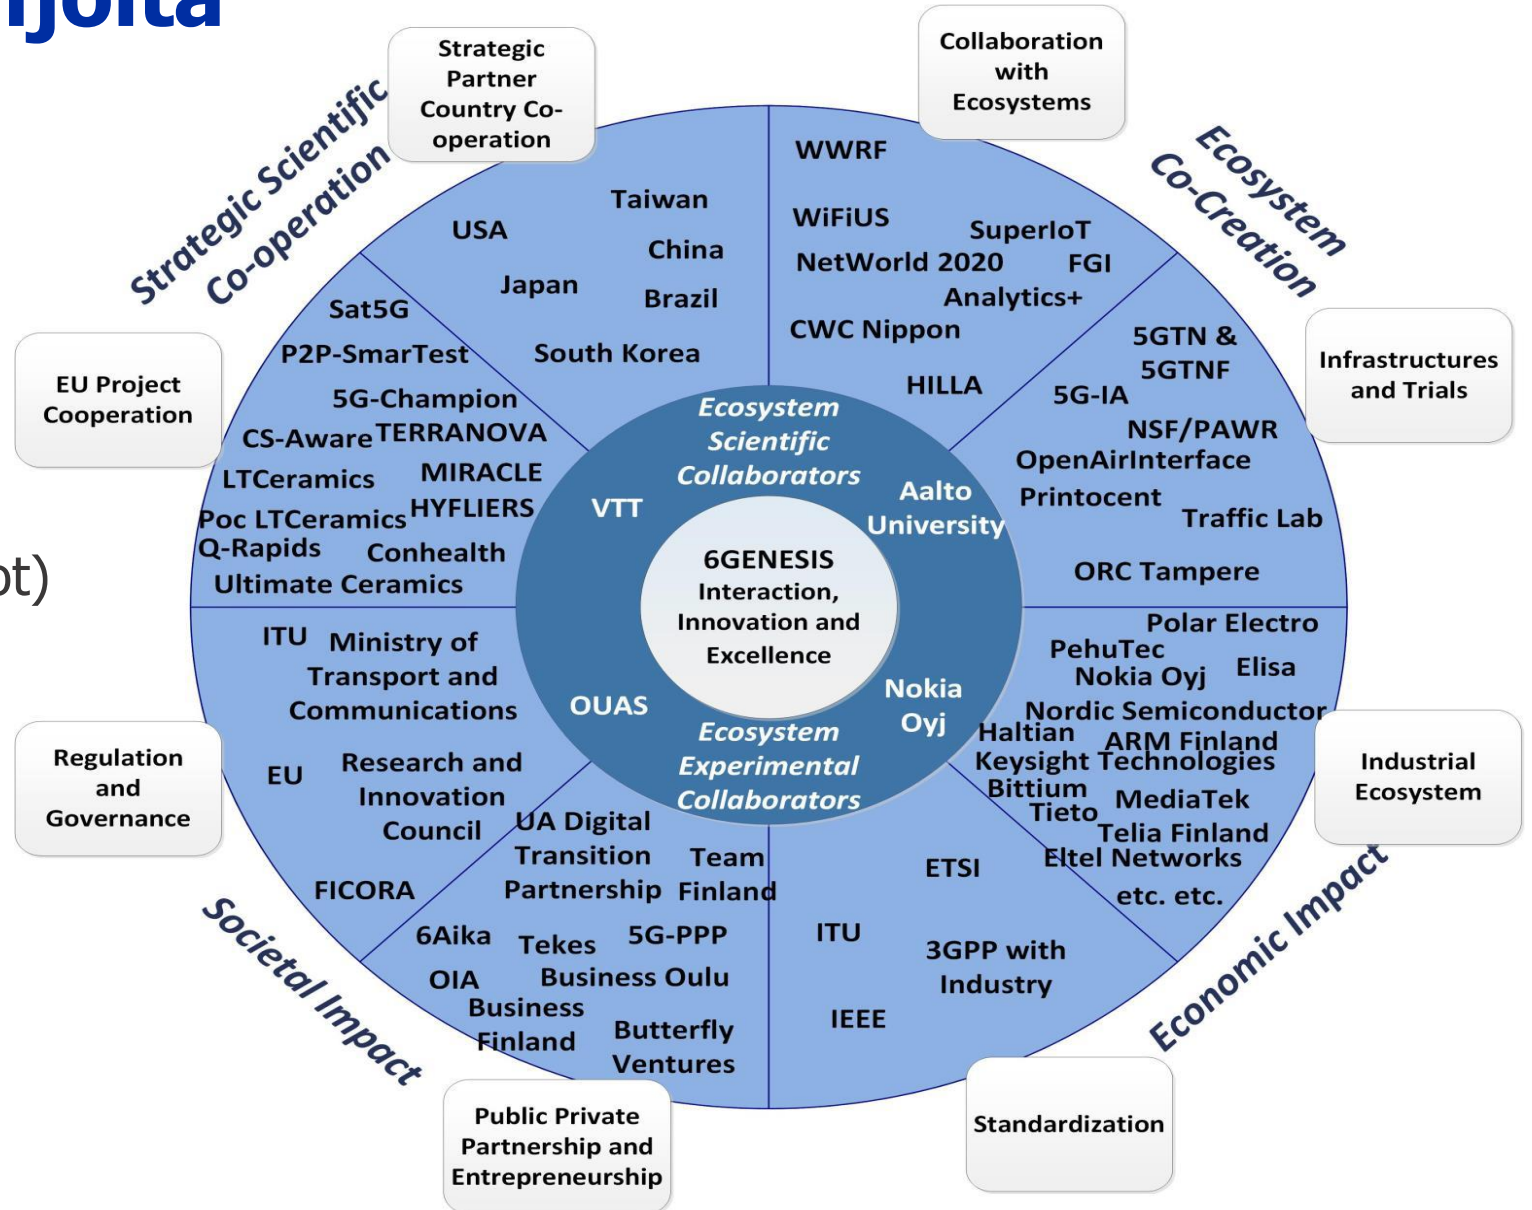 Strategic
Partner
Country Co-
operation
Collaboration
with
Ecosystems
Strategic Scientific
Co-operation
Ecosystem
Co-Creation
USA
Taiwan
China
Japan
Brazil
South Korea
WWRF
WiFiUS
SuperIoT
NetWorld 2020
FGI
Analytics+
CWC Nippon
HILLA
EU Project
Cooperation
Sat5G
P2P-SmarTest
5G-Champion
CS-Aware
TERRANOVA
LTCeramics
MIRACLE
HYFLIERS
Poc LTCeramics
Q-Rapids
Conhealth
Ultimate Ceramics
Infrastructures
and Trials
5GTN &
5GTNF
5G-IA
NSF/PAWR
OpenAirInterface
Printocent
Traffic Lab
ORC Tampere
Ecosystem
Scientific
Collaborators
VTT
Aalto
University
6GENESIS
Interaction,
Innovation and
Excellence
OUAS
Nokia
Oyj
Ecosystem
Experimental
Collaborators
Regulation
and
Governance
ITU
Ministry of
Transport and
Communications
EU
Research and
Innovation
Council
FICORA
Industrial
Ecosystem
Polar Electro
PehuTec
Nokia Oyj
Elisa
Nordic Semiconductor
Haltian
ARM Finland
Keysight Technologies
Bittium
MediaTek
Tieto
Telia Finland
Eltel Networks
etc. etc.
Societal Impact
Economic Impact
UA Digital
Transition
Partnership
Team
Finland
6Aika
Tekes
5G-PPP
OIA
Business Oulu
Business
Finland
Butterfly
Ventures
Public Private
Partnership and
Entrepreneurship
ETSI
ITU
3GPP with
Industry
IEEE
Standardization